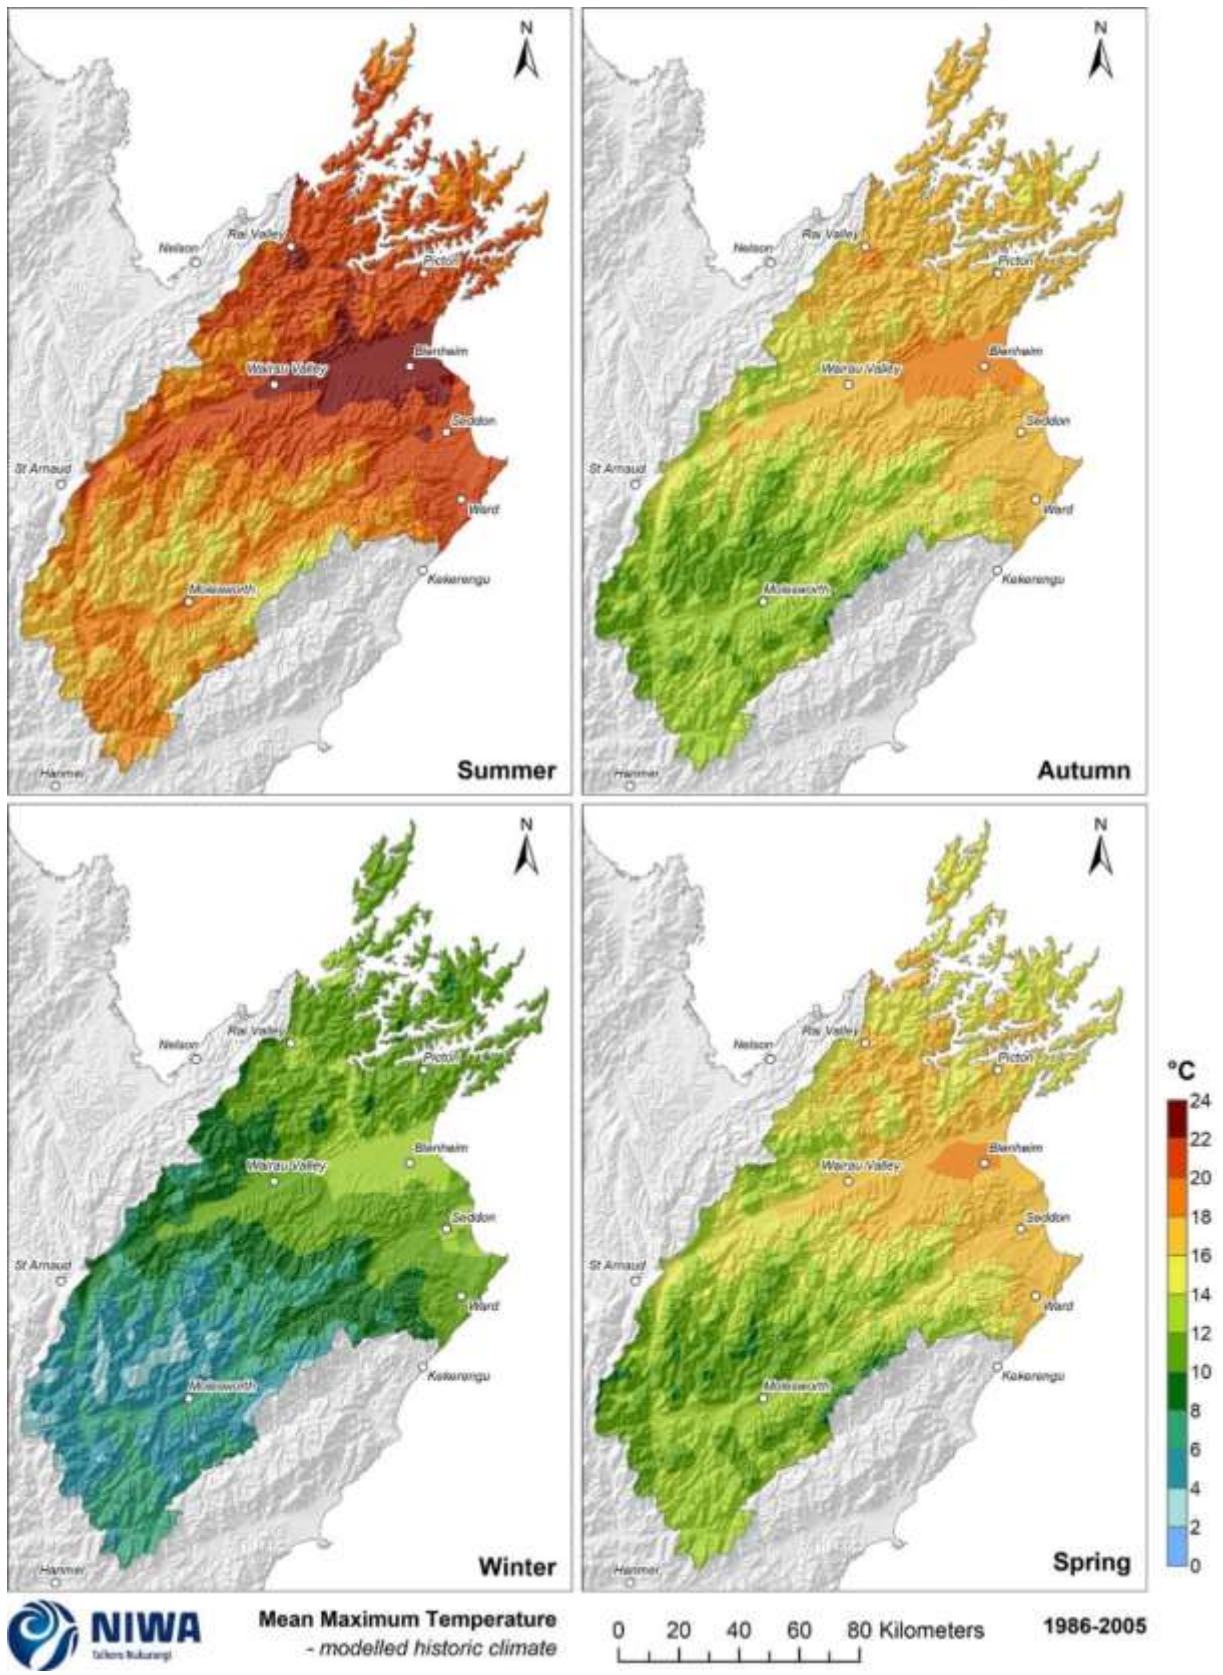 N
Rai Valley
Nelson
Picton
Blenheim
Wairau Valley
Seddon
St Arnaud
Ward
Kekerengu
Molesworth
Summer
Hanmer
N
Rai Valley
Nelson
Picton
Blenheim
Wairau Valley
Seddon
St Arnaud
Ward
Kekerengu
Molesworth
Autumn
Hanmer
N
Rai Valley
Nelson
Picton
Blenheim
Wairau Valley
Seddon
St Arnaud
Ward
Kekerengu
Molesworth
Winter
Hanmer
N
Rai Valley
Nelson
Picton
Blenheim
Wairau Valley
Seddon
St Arnaud
Ward
Kekerengu
Molesworth
Spring
Hanmer
°C
24
22
20
18
16
14
12
10
8
6
4
2
0
NIWA
Taihoro Nukurangi
Mean Maximum Temperature
- modelled historic climate
0 20 40 60 80 Kilometers
1986-2005